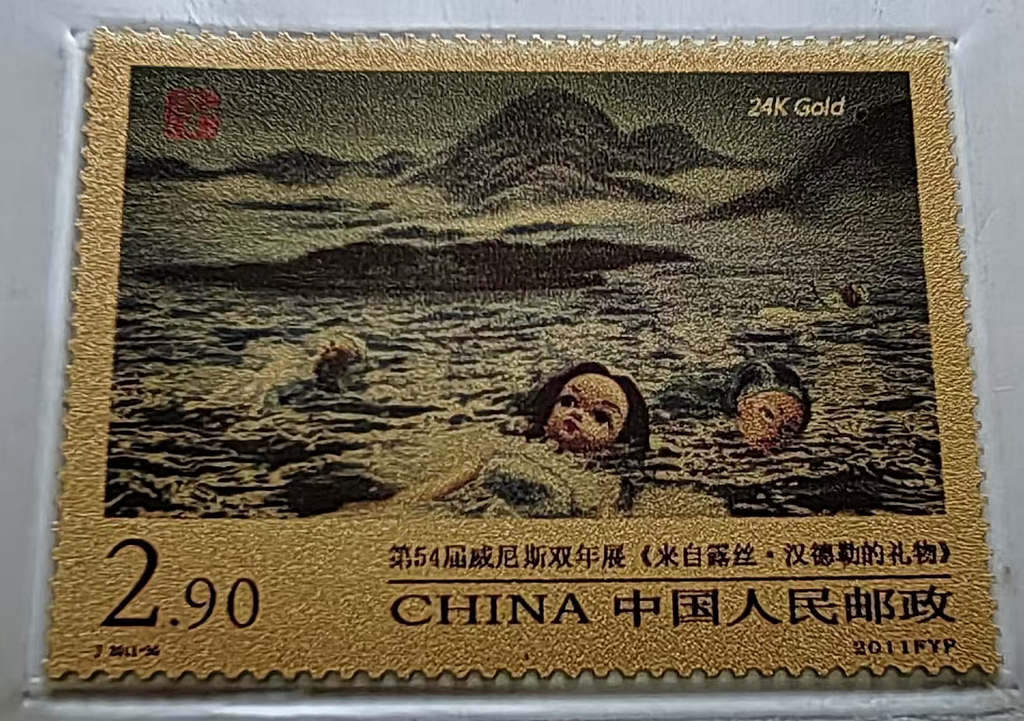 24K Gold
第54届威尼斯双年展《来自露丝·汉德勒的礼物》
2.90
CHINA 中国人民邮政
2011FYP